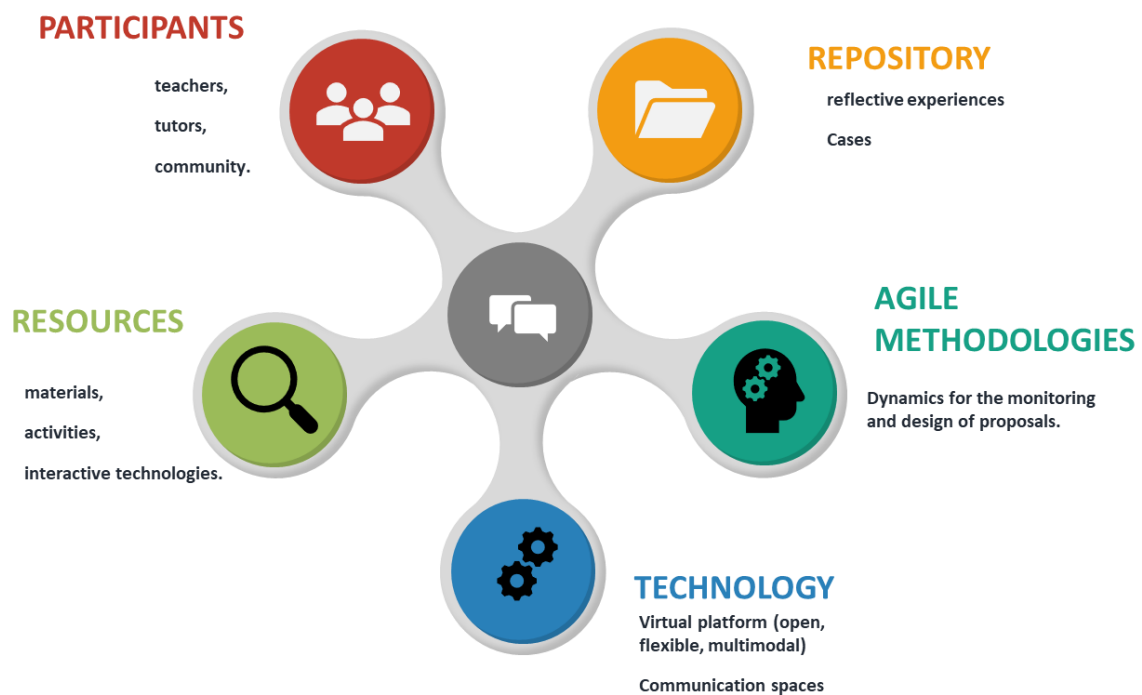 PARTICIPANTS
teachers,
tutors,
community.
REPOSITORY
reflective experiences
Cases
RESOURCES
materials,
activities,
interactive technologies.
AGILE
METHODOLOGIES
Dynamics for the monitoring
and design of proposals.
TECHNOLOGY
Virtual platform (open,
flexible, multimodal)
Communication spaces